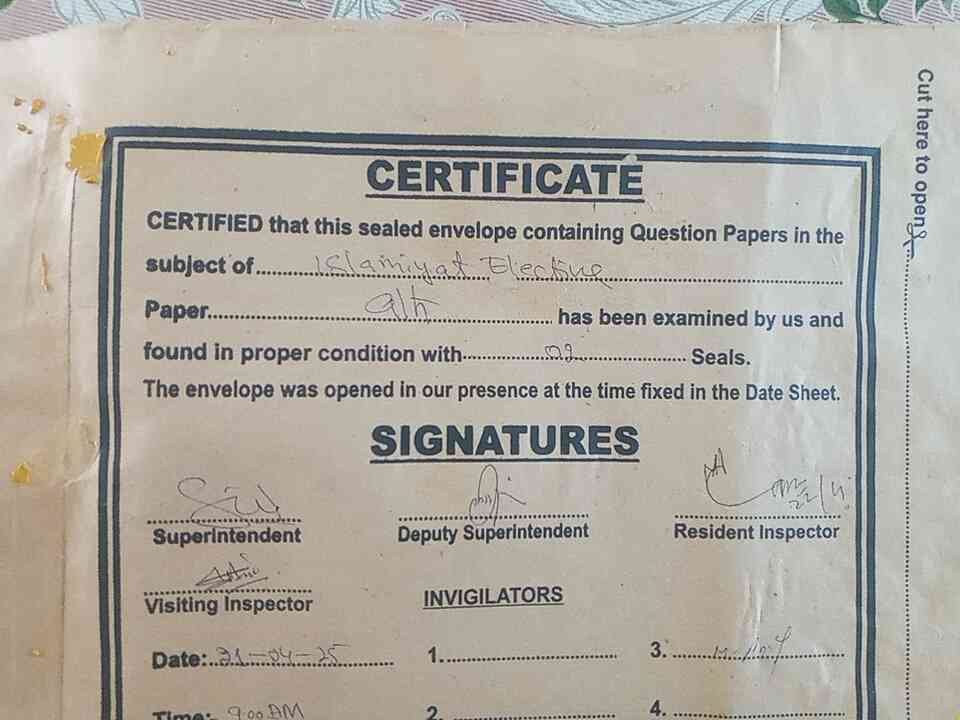 Cut here to open
CERTIFICATE
CERTIFIED that this sealed envelope containing Question Papers in the
subject of Islamiyat Elective
Paper 9th has been examined by us and
found in proper condition with 02 Seals.
The envelope was opened in our presence at the time fixed in the Date Sheet.
SIGNATURES
Superintendent Deputy Superintendent Resident Inspector
Visiting Inspector INVIGILATORS
Date: 21-04-25 1. 3.
Time: 9:00 AM 2. 4.